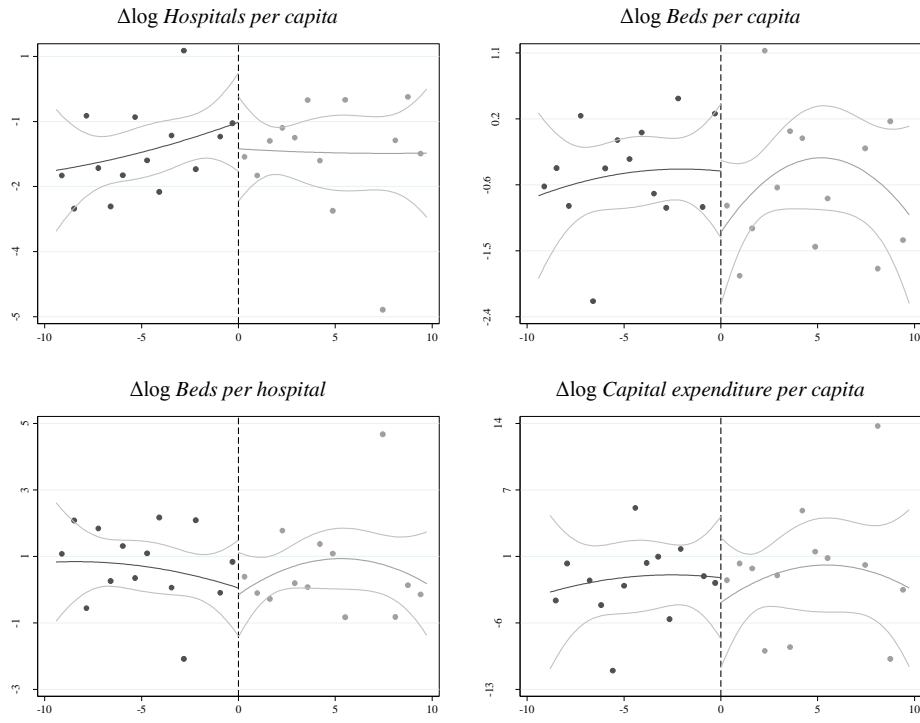 Δlog Hospitals per capita
1
-1
-2
-4
-5
-10 -5 0 5 10
Δlog Beds per capita
1.1
0.2
-0.6
-1.5
-2.4
-10 -5 0 5 10
Δlog Beds per hospital
5
3
1
-1
-3
-10 -5 0 5 10
Δlog Capital expenditure per capita
14
7
1
-6
-13
-10 -5 0 5 10